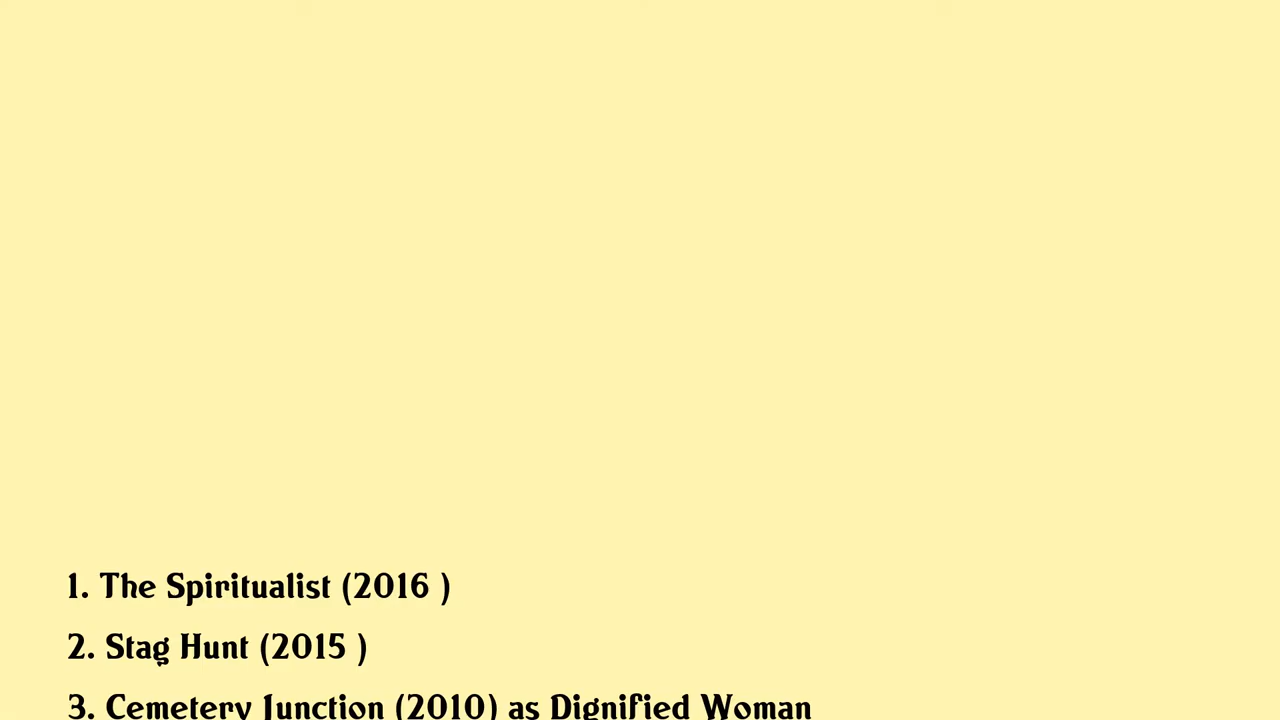 1. The Spiritualist (2016 )
2. Stag Hunt (2015 )
3. Cemetery Junction (2010) as Dignified Woman